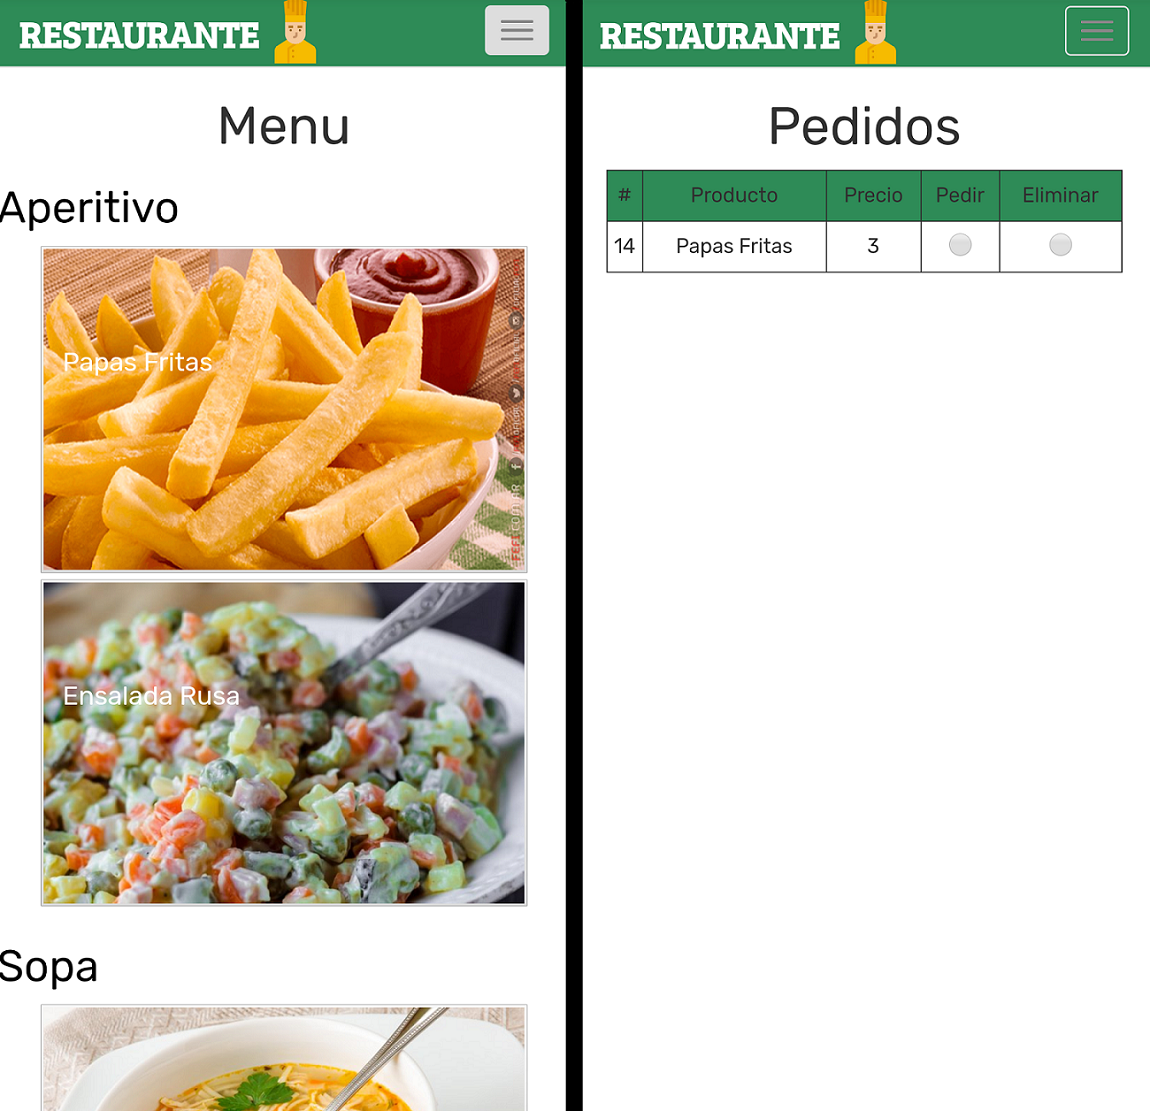 RESTAURANTE
Menu
Aperitivo
Papas Fritas
Ensalada Rusa
Sopa
RESTAURANTE
Pedidos
# Producto Precio Pedir Eliminar
14 Papas Fritas 3